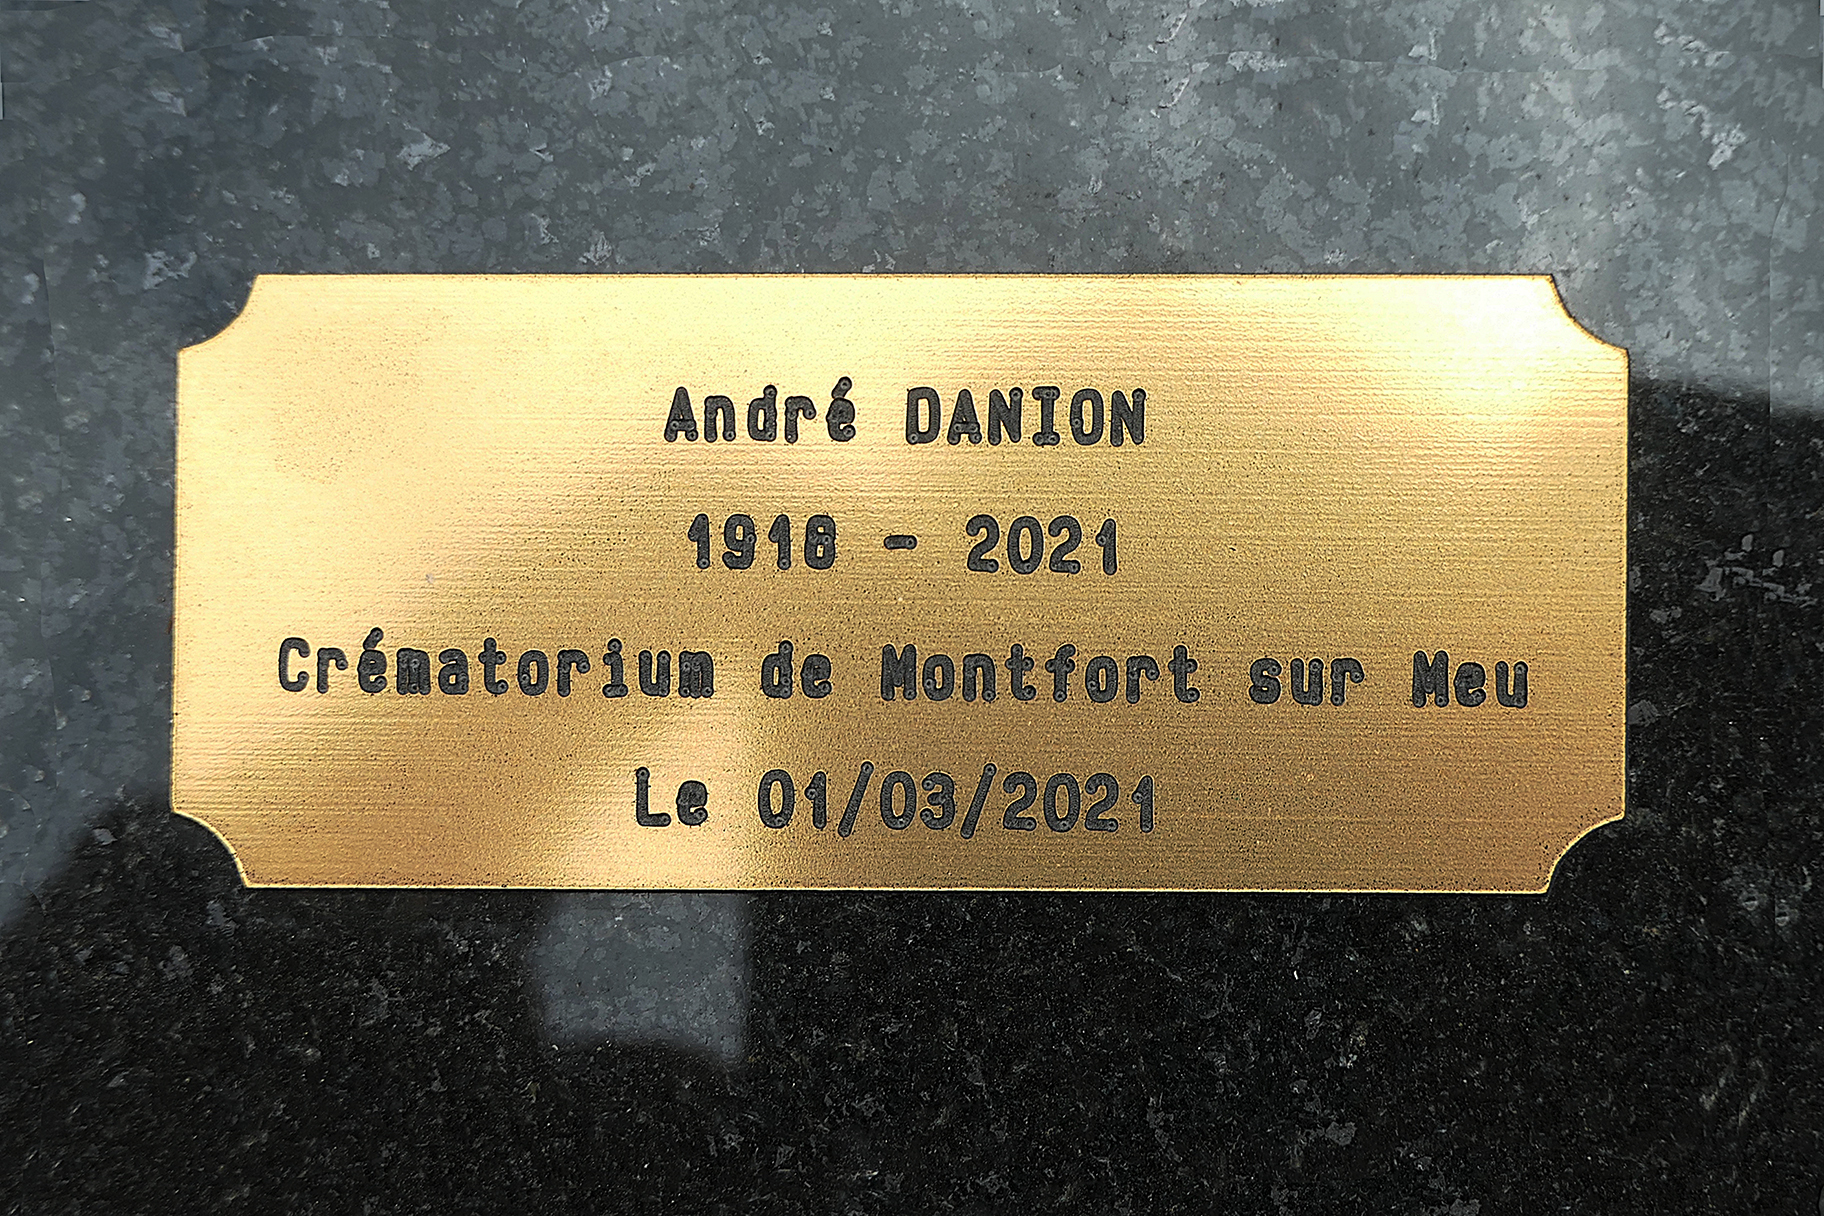 André DANION
1918 - 2021
Crématorium de Montfort sur Meu
Le 01/03/2021